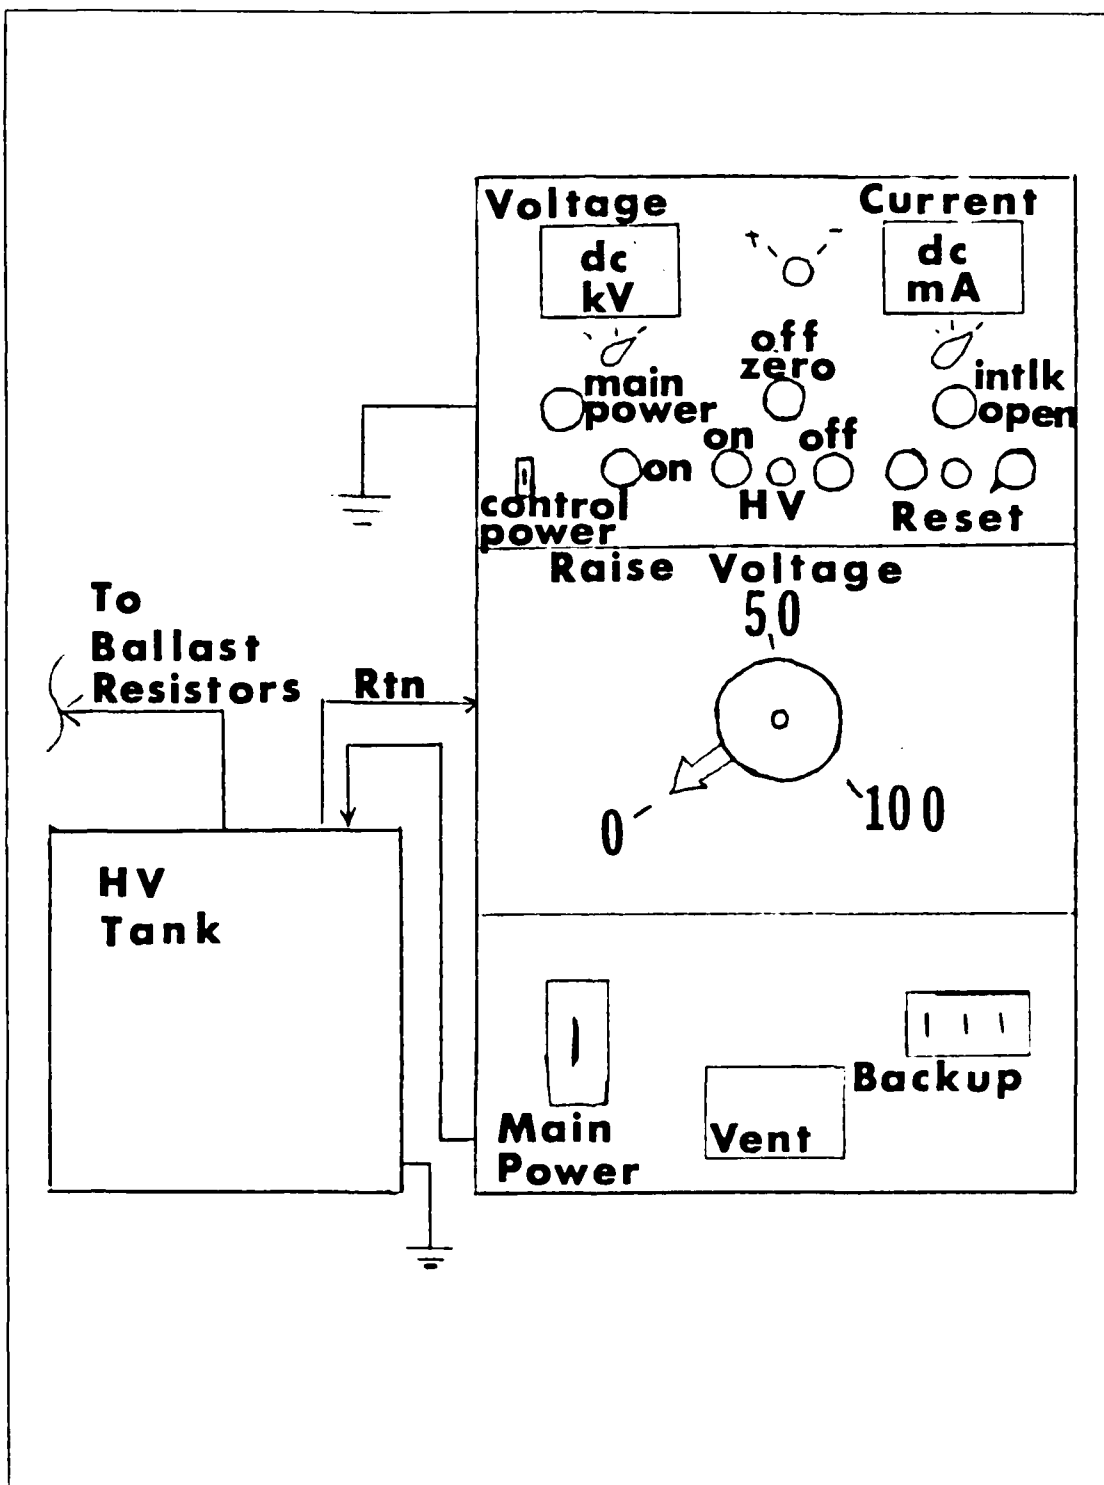 Voltage
Current
dc
kV
+
-
dc
mA
off
zero
main
power
intlk
open
on
off
on
control
power
HV
Reset
Raise Voltage
50
0
100
To
Ballast
Resistors
Rtn
HV
Tank
Main
Power
Vent
Backup